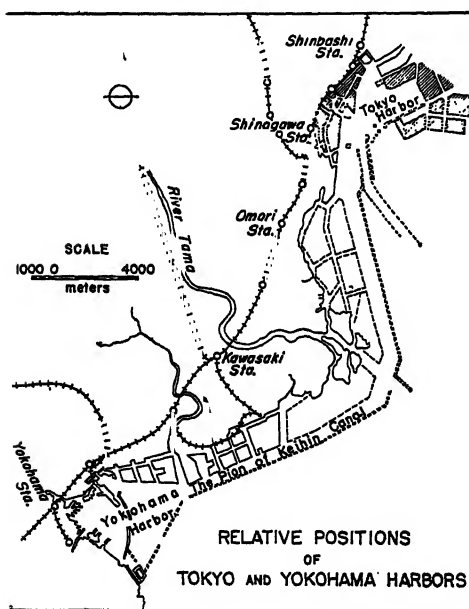 Shinbashi
Sta.
Tokyo
Harbor
Shinagawa
Sta.
Omori
Sta.
River Tama
SCALE
1000 0 4000
meters
Kawasaki
Sta.
The Plan of Keihin Canal
Yokohama
Sta.
Yokohama
Harbor
RELATIVE POSITIONS
OF
TOKYO AND YOKOHAMA HARBORS